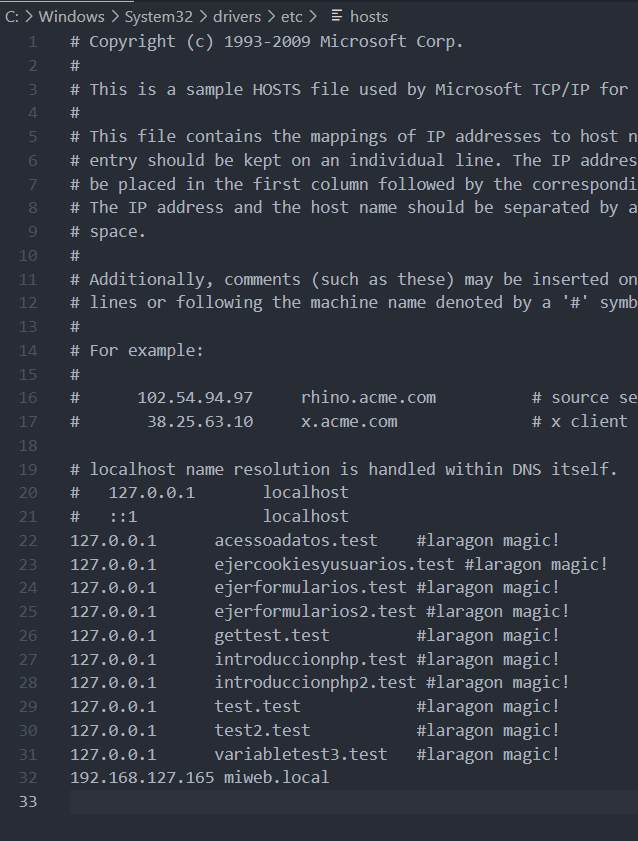 C: > Windows > System32 > drivers > etc > hosts
1 # Copyright (c) 1993-2009 Microsoft Corp.
2 #
3 # This is a sample HOSTS file used by Microsoft TCP/IP for
4 #
5 # This file contains the mappings of IP addresses to host n
6 # entry should be kept on an individual line. The IP addres
7 # be placed in the first column followed by the correspondi
8 # The IP address and the host name should be separated by a
9 # space.
10 #
11 # Additionally, comments (such as these) may be inserted on
12 # lines or following the machine name denoted by a '#' symb
13 #
14 # For example:
15 #
16 #      102.54.94.97     rhino.acme.com          # source se
17 #       38.25.63.10     x.acme.com              # x client
18
19 # localhost name resolution is handled within DNS itself.
20 #   127.0.0.1       localhost
21 #   ::1             localhost
22 127.0.0.1      acessoadatos.test    #laragon magic!
23 127.0.0.1      ejercookiesyusuarios.test #laragon magic!
24 127.0.0.1      ejerformularios.test #laragon magic!
25 127.0.0.1      ejerformularios2.test #laragon magic!
26 127.0.0.1      gettest.test         #laragon magic!
27 127.0.0.1      introduccionphp.test #laragon magic!
28 127.0.0.1      introduccionphp2.test #laragon magic!
29 127.0.0.1      test.test            #laragon magic!
30 127.0.0.1      test2.test           #laragon magic!
31 127.0.0.1      variabletest3.test   #laragon magic!
32 192.168.127.165 miweb.local
33